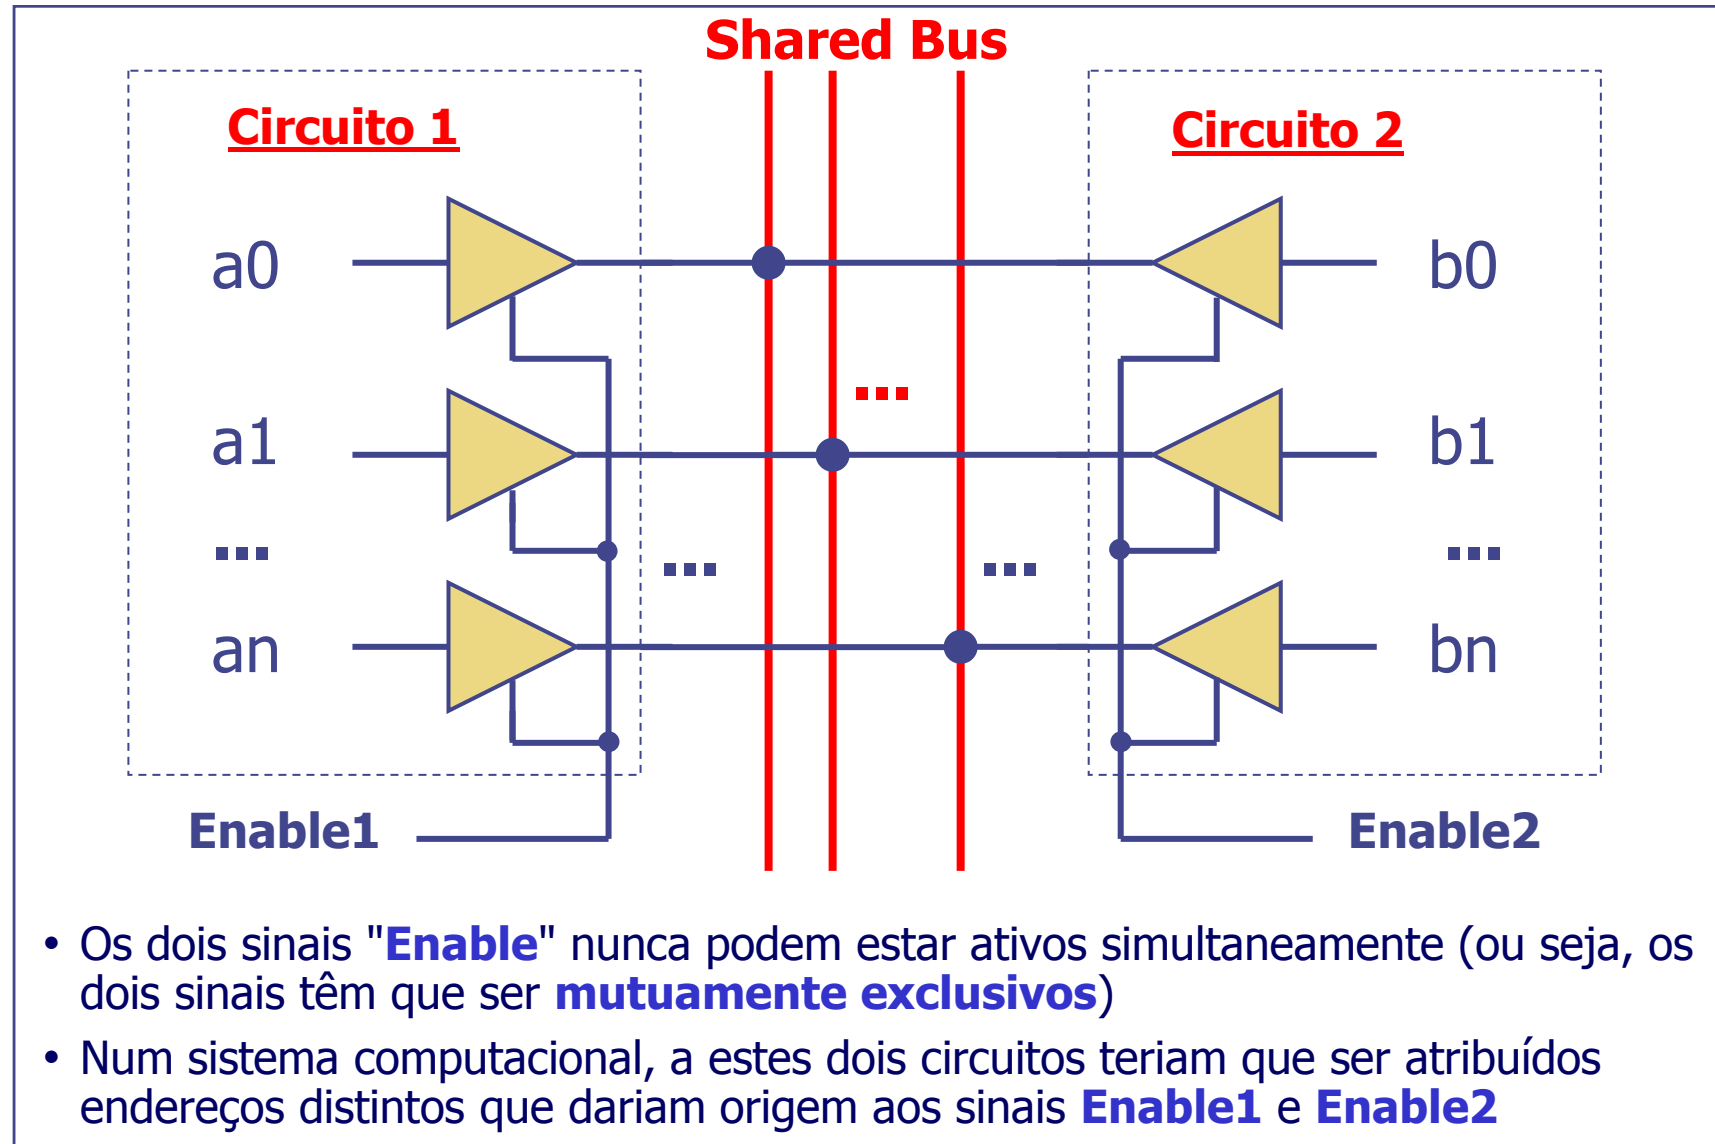 Shared Bus
Circuito 1
Circuito 2
a0
b0
...
a1
b1
...
...
...
...
an
bn
Enable1
Enable2
• Os dois sinais "Enable" nunca podem estar ativos simultaneamente (ou seja, os
dois sinais têm que ser mutuamente exclusivos)
• Num sistema computacional, a estes dois circuitos teriam que ser atribuídos
endereços distintos que dariam origem aos sinais Enable1 e Enable2